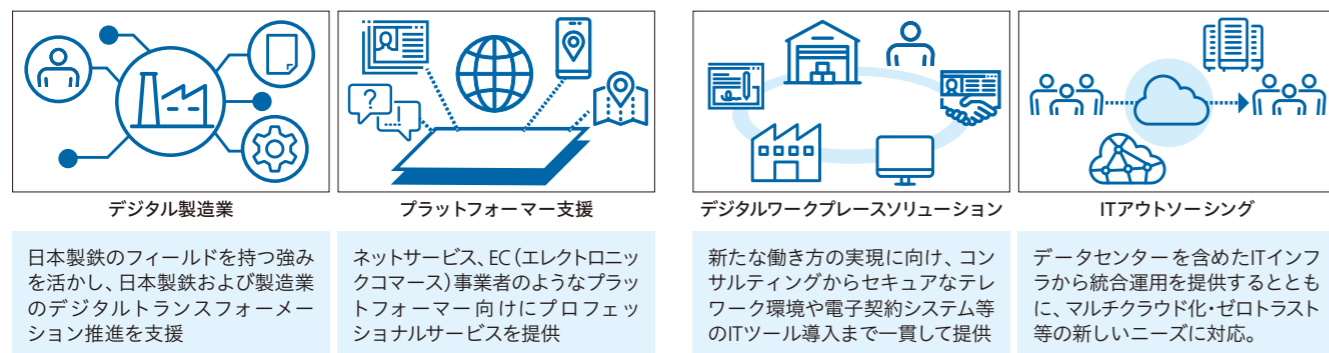 ?
!
デジタル製造業
日本製鉄のフィールドを持つ強み
を活かし、日本製鉄および製造業
のデジタルトランスフォーメー
ション推進を支援
プラットフォーマー支援
ネットサービス、EC（エレクトロニッ
クコマース）事業者のようなプラッ
トフォーマー向けにプロフェッ
ショナルサービスを提供
デジタルワークプレースソリューション
新たな働き方の実現に向け、コン
サルティングからセキュアなテレ
ワーク環境や電子契約システム等
のITツール導入まで一貫して提供
ITアウトソーシング
データセンターを含めたITインフ
ラから統合運用を提供するととも
に、マルチクラウド化・ゼロトラスト
等の新しいニーズに対応。